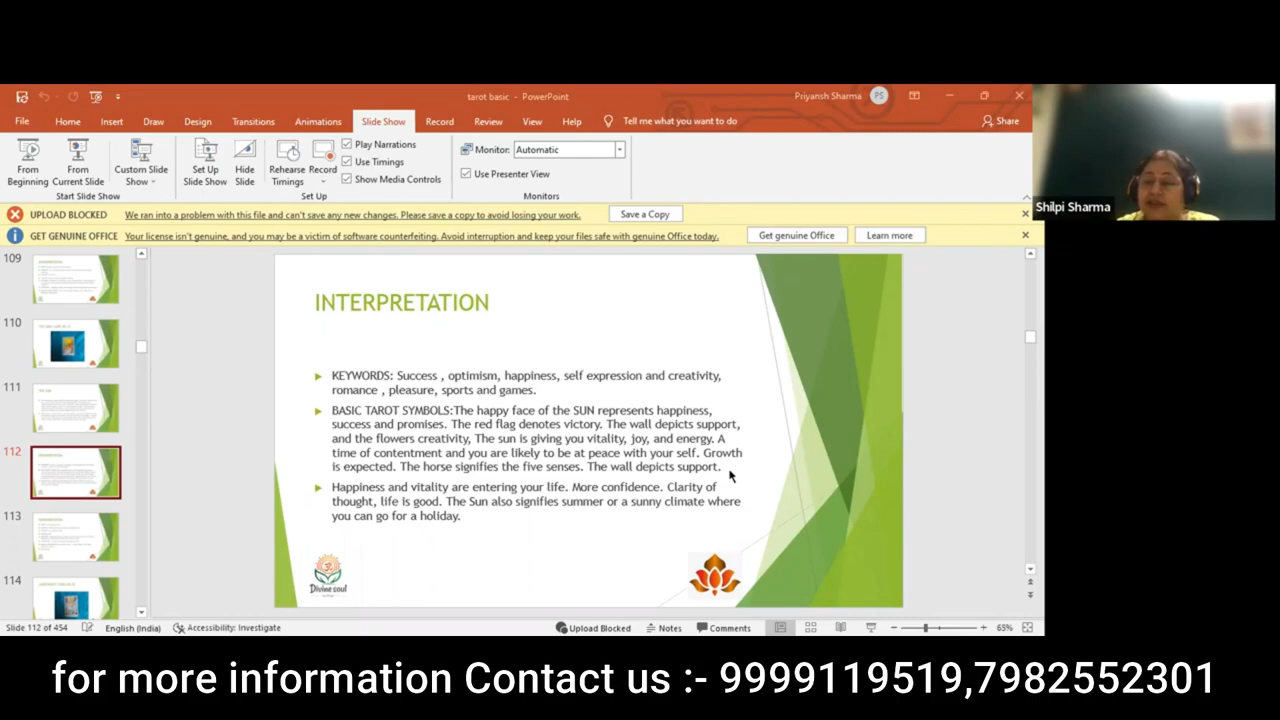 tarot basic - PowerPoint
Priyansh Sharma
PS
File
Home
Insert
Draw
Design
Transitions
Animations
Slide Show
Record
Review
View
Help
Tell me what you want to do
Share
From Beginning
From Current Slide
Custom Slide Show
Start Slide Show
Set Up Slide Show
Hide Slide
Rehearse Timings
Record
Play Narrations
Use Timings
Show Media Controls
Set Up
Monitor:
Automatic
Use Presenter View
Monitors
Shilpi Sharma
UPLOAD BLOCKED
We ran into a problem with this file and can't save any new changes. Please save a copy to avoid losing your work.
Save a Copy
GET GENUINE OFFICE
Your license isn't genuine, and you may be a victim of software counterfeiting. Avoid interruption and keep your files safe with genuine Office today.
Get genuine Office
Learn more
109
110
111
112
113
114
INTERPRETATION
KEYWORDS: Success , optimism, happiness, self expression and creativity,
romance , pleasure, sports and games.
BASIC TAROT SYMBOLS:The happy face of the SUN represents happiness,
success and promises. The red flag denotes victory. The wall depicts support,
and the flowers creativity, The sun is giving you vitality, joy, and energy. A
time of contentment and you are likely to be at peace with your self. Growth
is expected. The horse signifies the five senses. The wall depicts support.
Happiness and vitality are entering your life. More confidence. Clarity of
thought, life is good. The Sun also signifies summer or a sunny climate where
you can go for a holiday.
Divine soul
Slide 112 of 454
English (India)
Accessibility: Investigate
Upload Blocked
Notes
Comments
65%
for more information Contact us :- 9999119519,7982552301